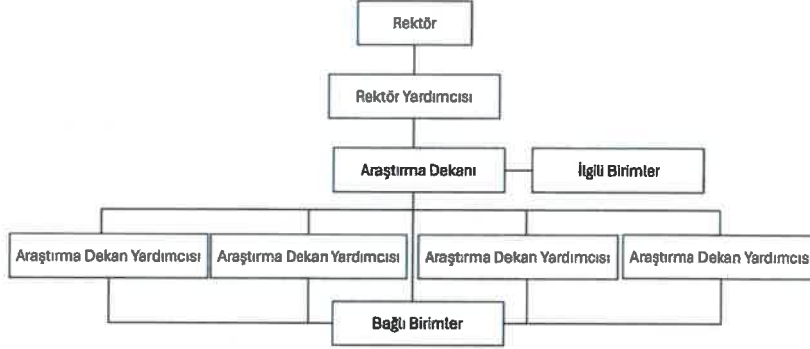 Rektör
Rektör Yardımcısı
Araştırma Dekanı
İlgili Birimler
Araştırma Dekan Yardımcısı
Araştırma Dekan Yardımcısı
Araştırma Dekan Yardımcısı
Araştırma Dekan Yardımcıs
Bağlı Birimler